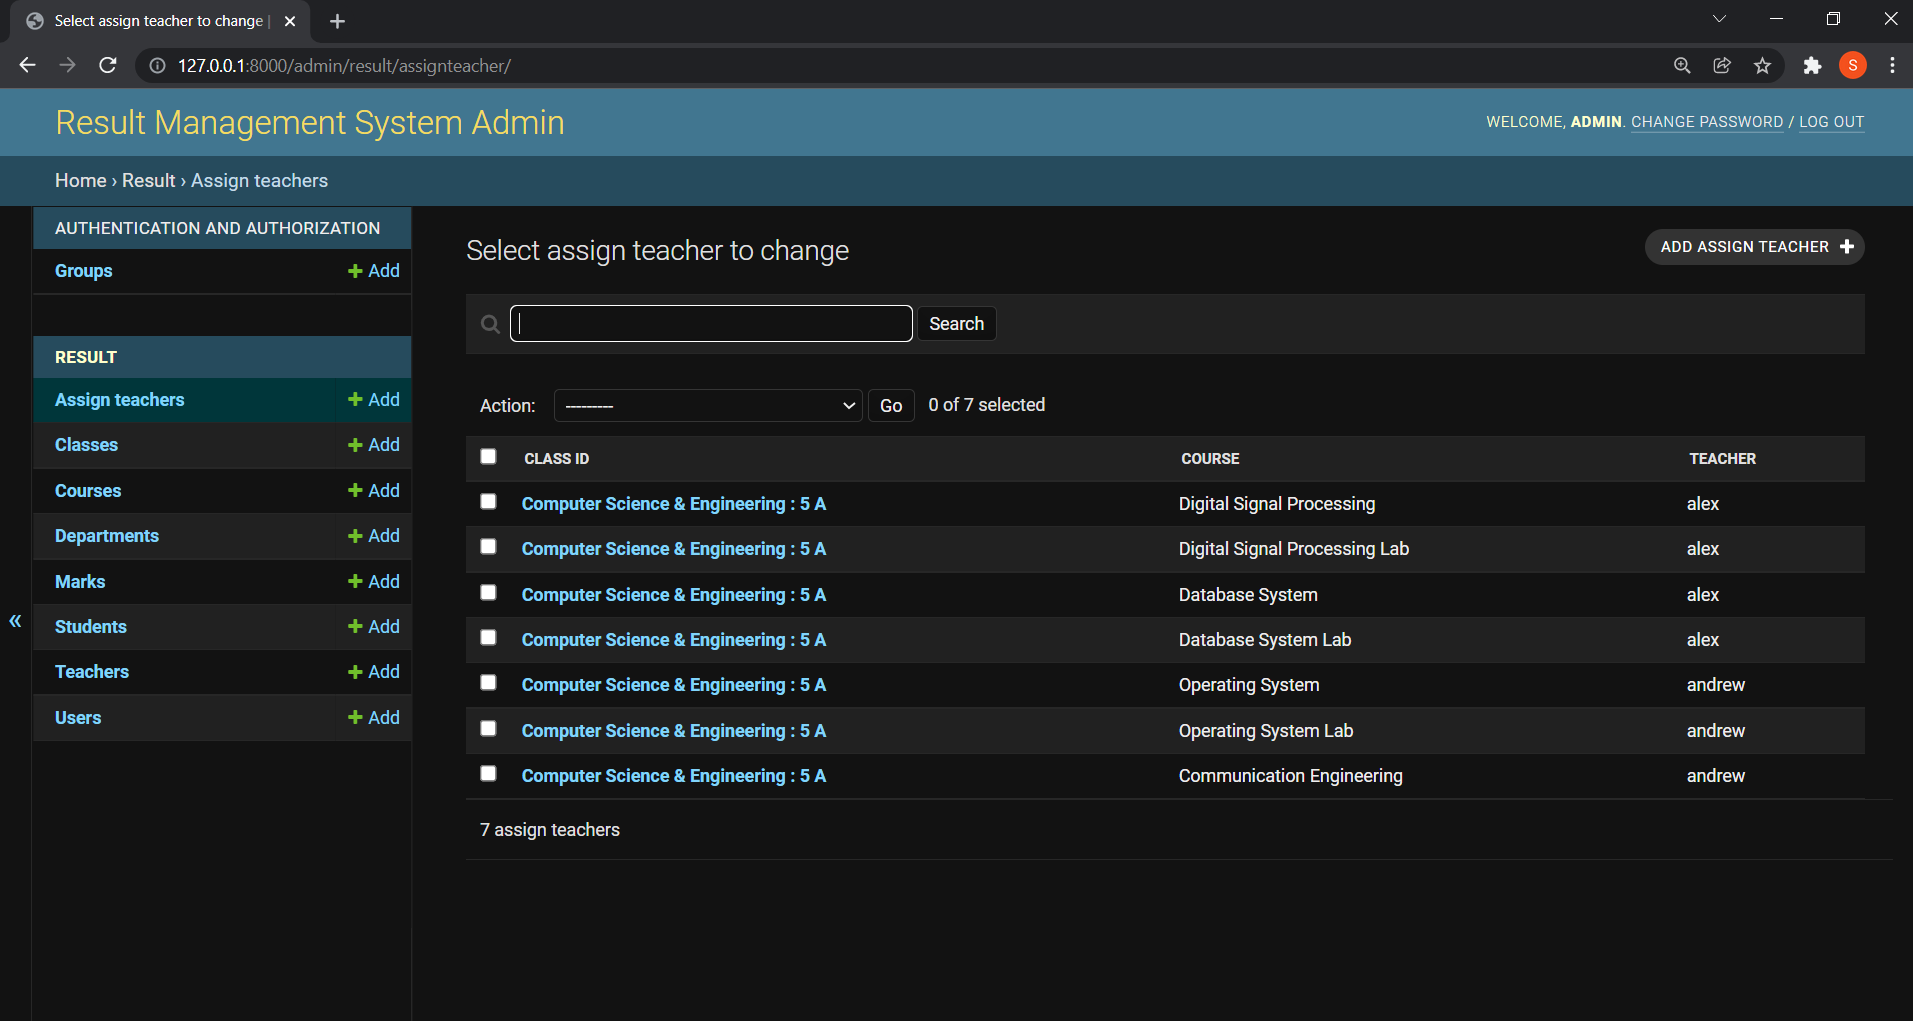 Select assign teacher to change |
127.0.0.1:8000/admin/result/assignteacher/
S
Result Management System Admin
WELCOME, ADMIN. CHANGE PASSWORD / LOG OUT
Home › Result › Assign teachers
AUTHENTICATION AND AUTHORIZATION
Groups + Add
RESULT
Assign teachers + Add
Classes + Add
Courses + Add
Departments + Add
Marks + Add
Students + Add
Teachers + Add
Users + Add
«
Select assign teacher to change
ADD ASSIGN TEACHER +
Search
Action: --------- Go 0 of 7 selected
CLASS ID COURSE TEACHER
Computer Science & Engineering : 5 A Digital Signal Processing alex
Computer Science & Engineering : 5 A Digital Signal Processing Lab alex
Computer Science & Engineering : 5 A Database System alex
Computer Science & Engineering : 5 A Database System Lab alex
Computer Science & Engineering : 5 A Operating System andrew
Computer Science & Engineering : 5 A Operating System Lab andrew
Computer Science & Engineering : 5 A Communication Engineering andrew
7 assign teachers